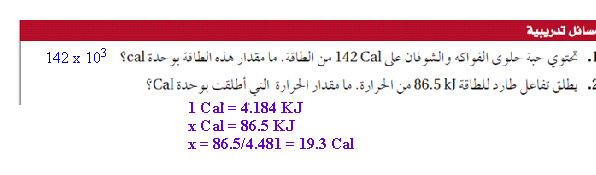 مسائل تدريبية
1. تحتوي حبة حلوى الفواكه والشوفان على 142 Cal من الطاقة. ما مقدار هذه الطاقة بوحدة cal؟ 142 x 10³
2. يطلق تفاعل طارد للطاقة 86.5 kJ من الحرارة. ما مقدار الحرارة التي أطلقت بوحدة Cal؟
1 Cal = 4.184 KJ
x Cal = 86.5 KJ
x = 86.5/4.481 = 19.3 Cal